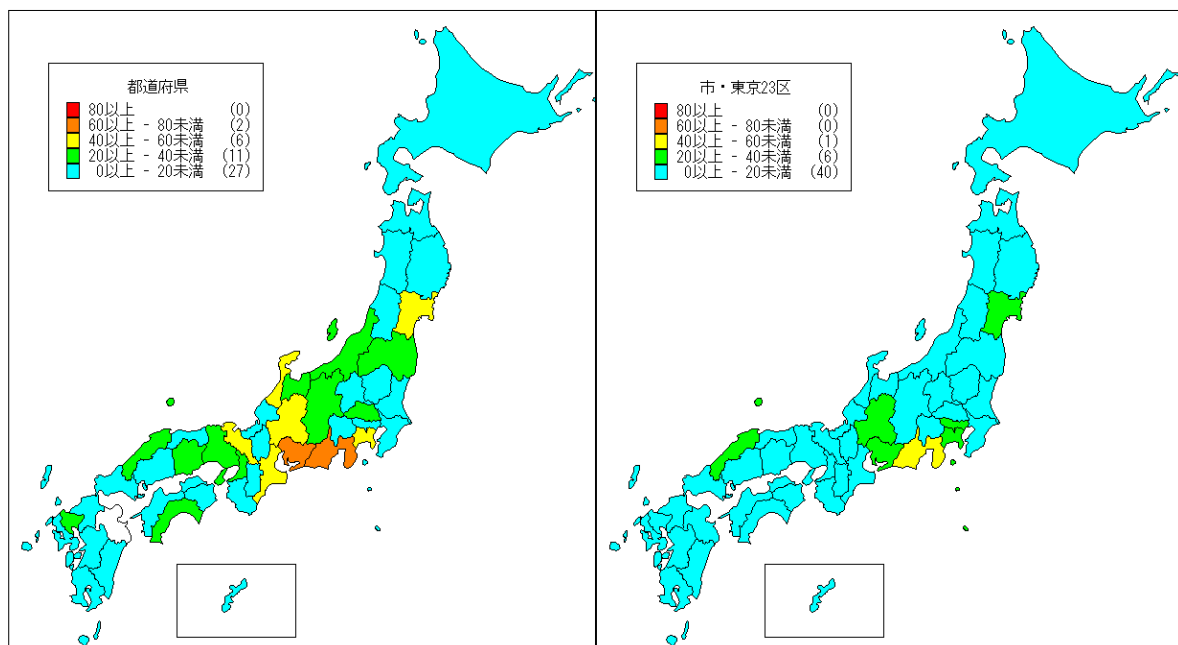 都道府県
80以上 (0)
60以上 - 80未満 (2)
40以上 - 60未満 (6)
20以上 - 40未満 (11)
0以上 - 20未満 (27)
市・東京23区
80以上 (0)
60以上 - 80未満 (0)
40以上 - 60未満 (1)
20以上 - 40未満 (6)
0以上 - 20未満 (40)